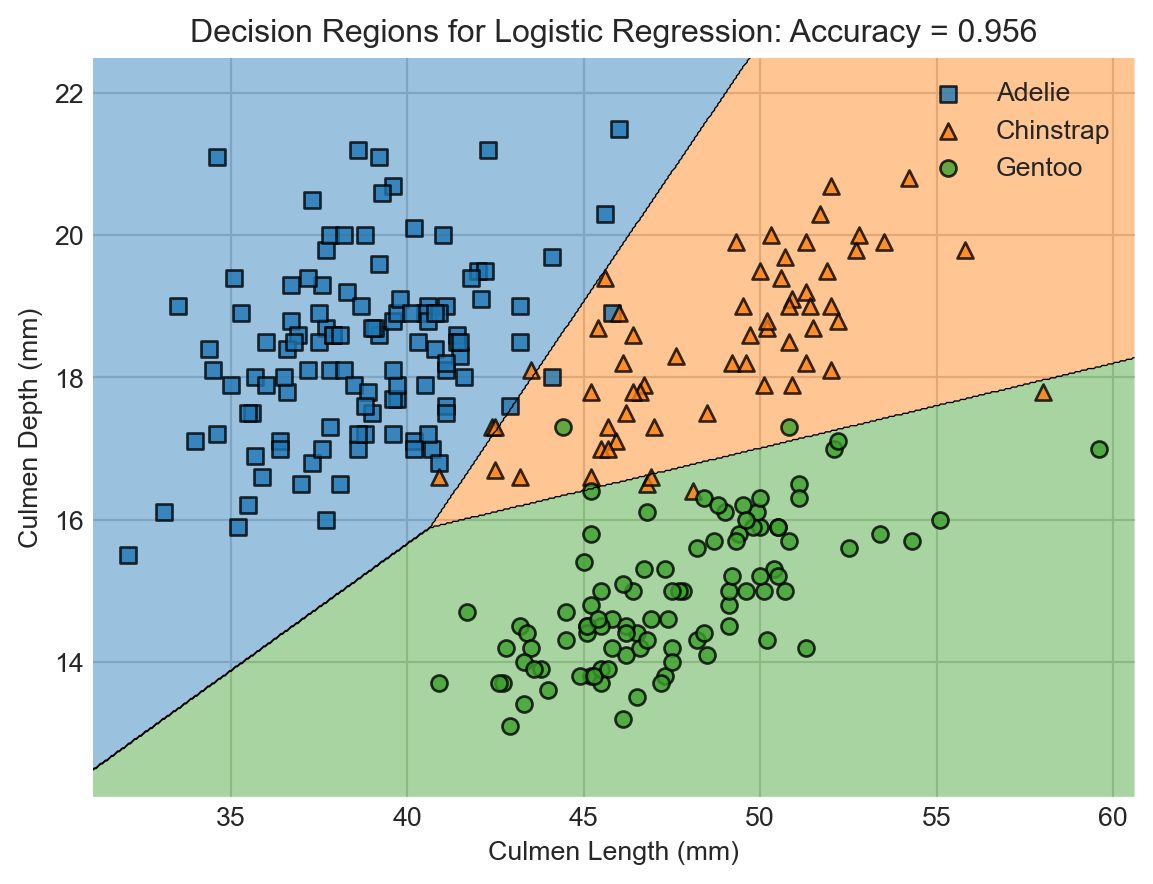 Decision Regions for Logistic Regression: Accuracy = 0.956
Adelie
Chinstrap
Gentoo
22
20
18
16
14
Culmen Depth (mm)
35 40 45 50 55 60
Culmen Length (mm)